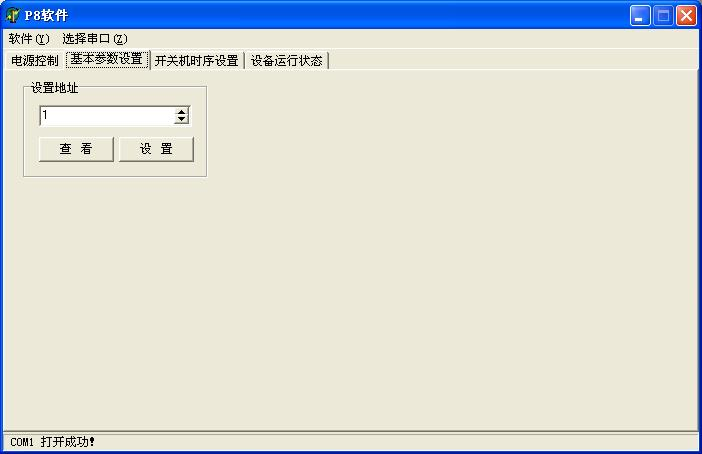 P8软件
软件(Y) 选择串口(Z)
电源控制 基本参数设置 开关机时序设置 设备运行状态
设置地址
1
查 看 设 置
COM1 打开成功!